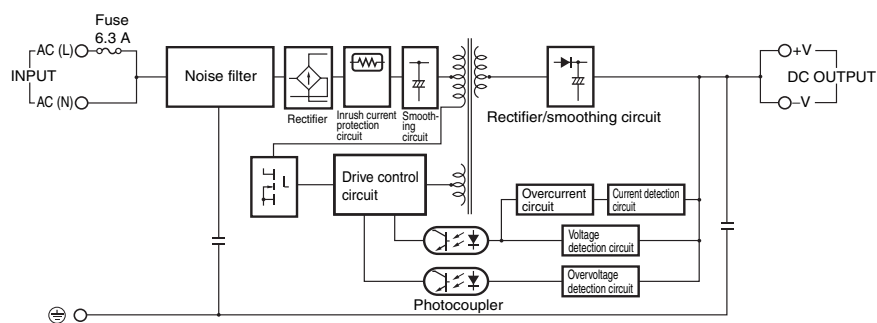 Fuse
6.3 A
AC (L)
INPUT
AC (N)
Noise filter
Rectifier
Inrush current
protection
circuit
Smooth-
ing
circuit
Rectifier/smoothing circuit
+V
DC OUTPUT
–V
Drive control
circuit
Overcurrent
circuit
Current detection
circuit
Voltage
detection circuit
Overvoltage
detection circuit
Photocoupler